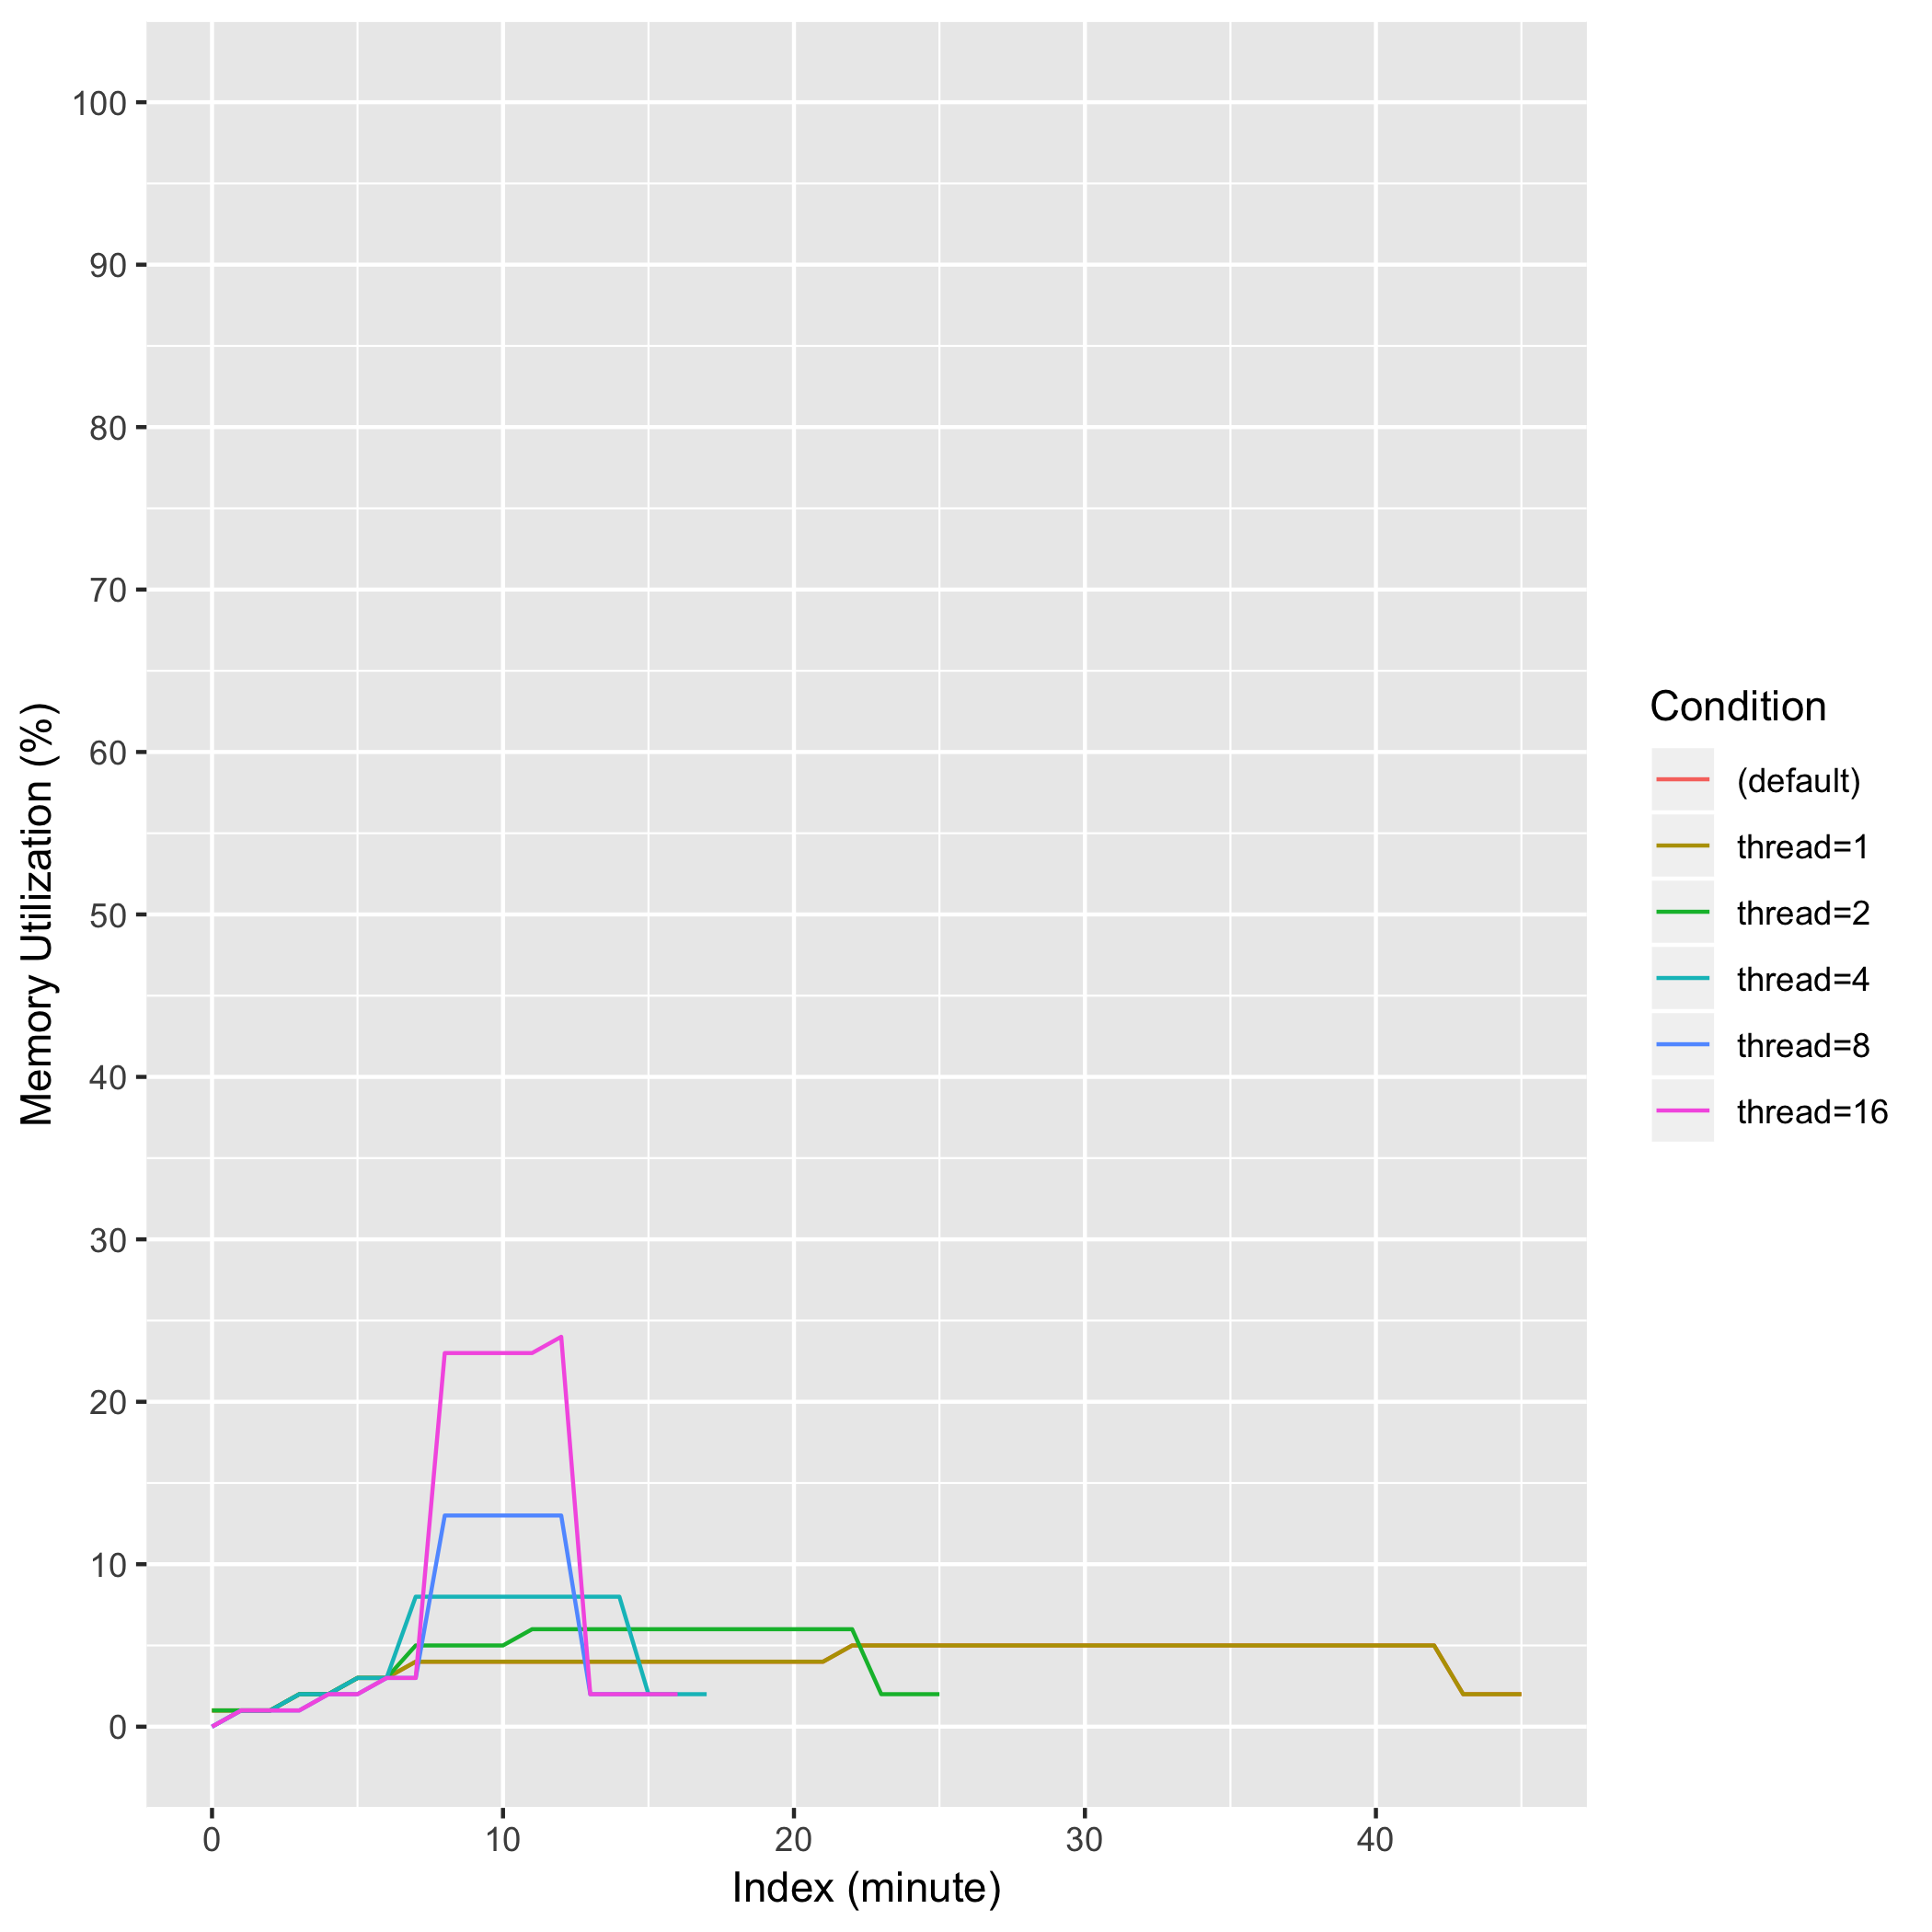 Memory Utilization (%)
100
90
80
70
60
50
40
30
20
10
0
0 10 20 30 40
Index (minute)
Condition
(default)
thread=1
thread=2
thread=4
thread=8
thread=16